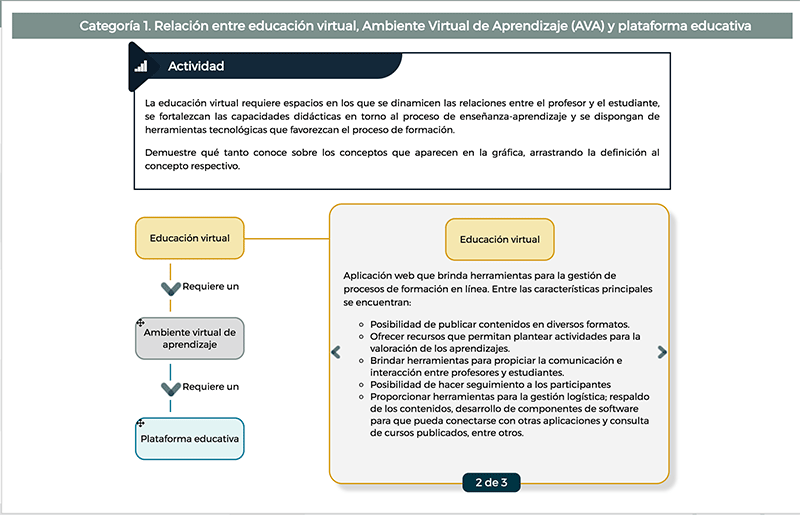 Categoría 1. Relación entre educación virtual, Ambiente Virtual de Aprendizaje (AVA) y plataforma educativa
Actividad
La educación virtual requiere espacios en los que se dinamicen las relaciones entre el profesor y el estudiante,
se fortalezcan las capacidades didácticas en torno al proceso de enseñanza-aprendizaje y se dispongan de
herramientas tecnológicas que favorezcan el proceso de formación.
Demuestre qué tanto conoce sobre los conceptos que aparecen en la gráfica, arrastrando la definición al
concepto respectivo.
Educación virtual
Requiere un
Ambiente virtual de
aprendizaje
Requiere un
Plataforma educativa
Educación virtual
Aplicación web que brinda herramientas para la gestión de
procesos de formación en línea. Entre las características principales
se encuentran:
Posibilidad de publicar contenidos en diversos formatos.
Ofrecer recursos que permitan plantear actividades para la
valoración de los aprendizajes.
Brindar herramientas para propiciar la comunicación e
interacción entre profesores y estudiantes.
Posibilidad de hacer seguimiento a los participantes
Proporcionar herramientas para la gestión logística; respaldo
de los contenidos, desarrollo de componentes de software
para que pueda conectarse con otras aplicaciones y consulta
de cursos publicados, entre otros.
2 de 3